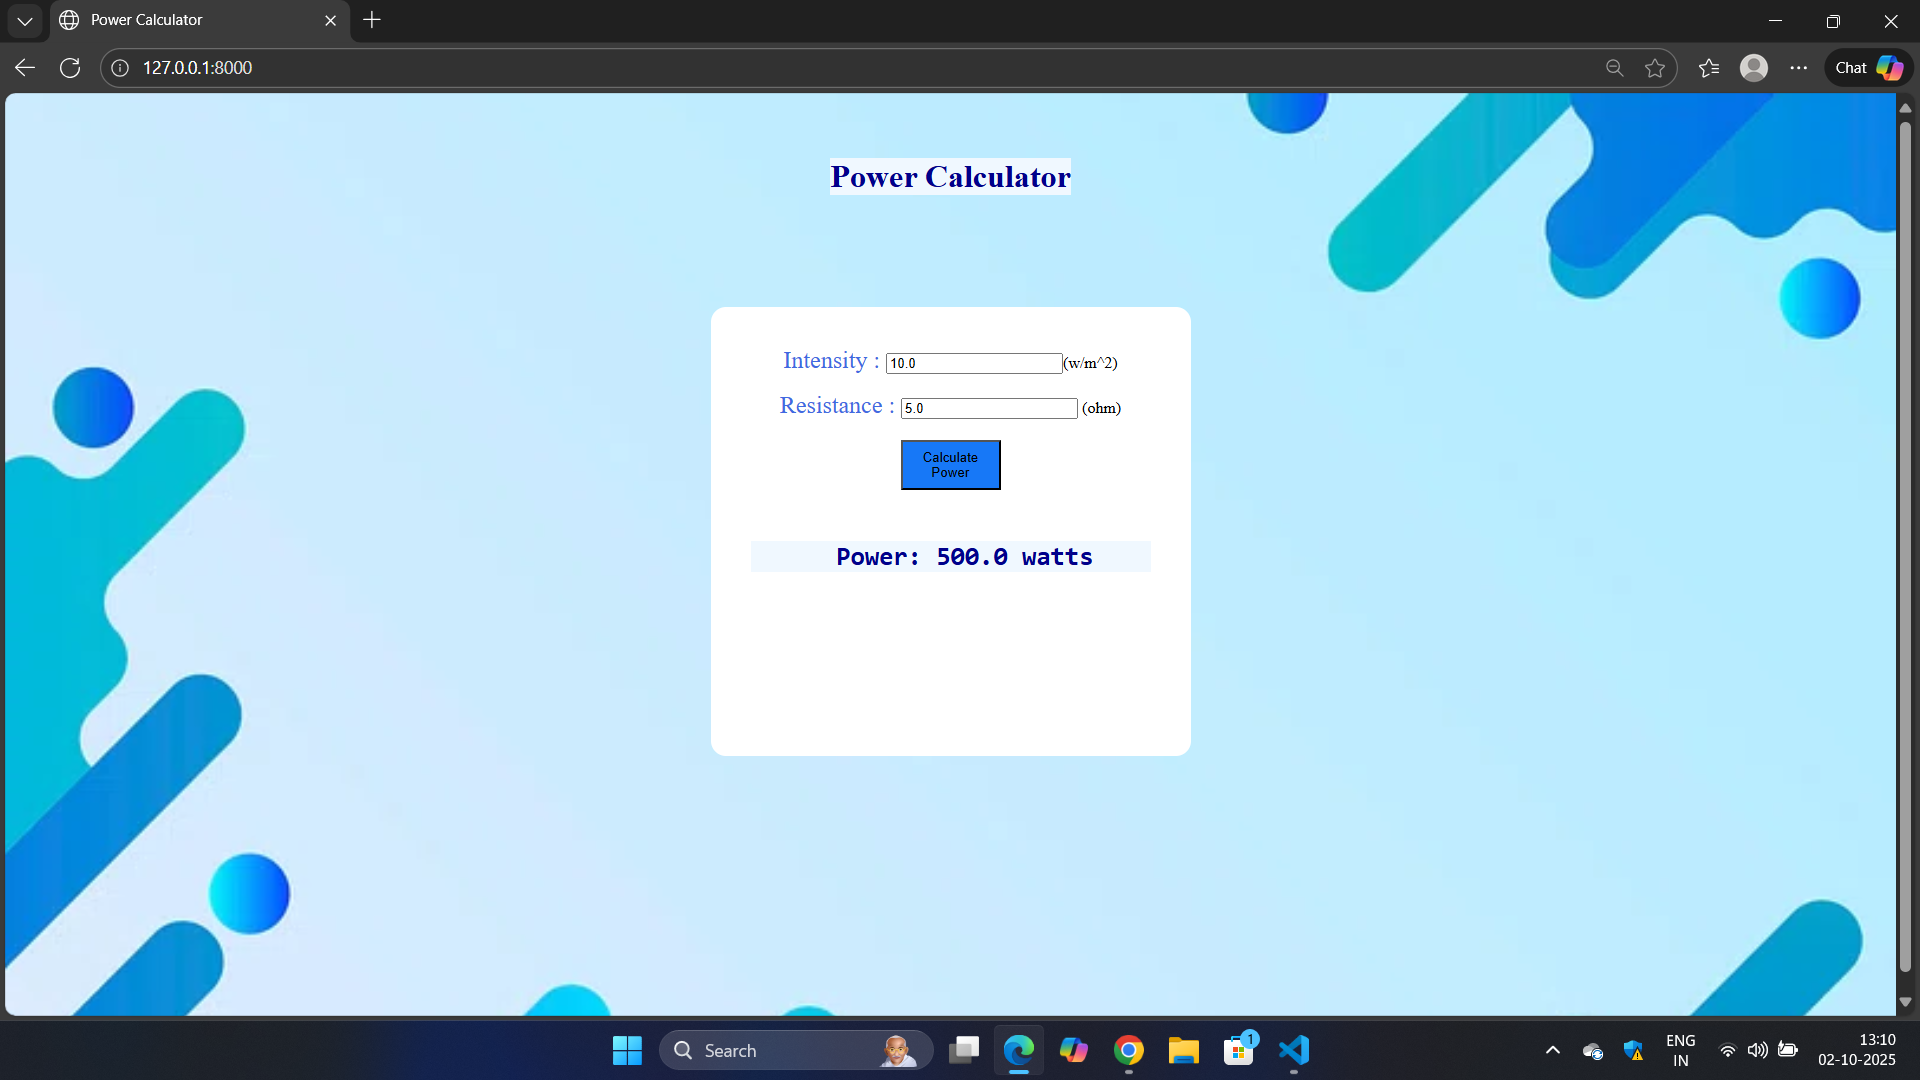 Power Calculator
127.0.0.1:8000
Chat
Power Calculator
Intensity : 10.0 (w/m^2)
Resistance : 5.0 (ohm)
Calculate
Power
Power: 500.0 watts
Search
1
ENG
IN
13:10
02-10-2025